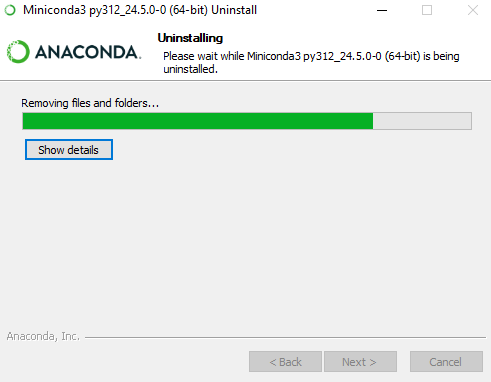 Miniconda3 py312_24.5.0-0 (64-bit) Uninstall
ANACONDA.
Uninstalling
Please wait while Miniconda3 py312_24.5.0-0 (64-bit) is being
uninstalled.
Removing files and folders...
Show details
Anaconda, Inc.
< Back
Next >
Cancel